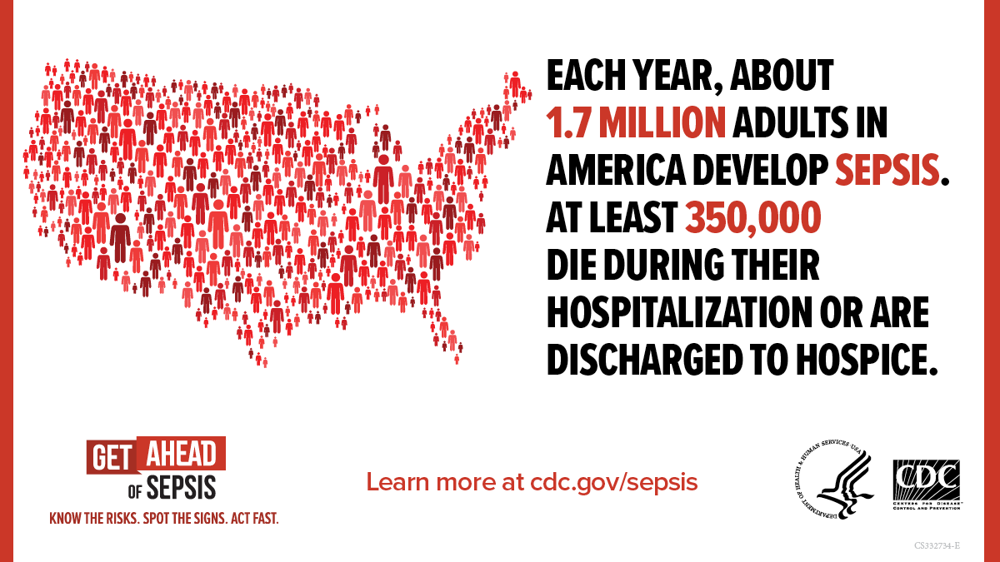 EACH YEAR, ABOUT
1.7 MILLION ADULTS IN
AMERICA DEVELOP SEPSIS.
AT LEAST 350,000
DIE DURING THEIR
HOSPITALIZATION OR ARE
DISCHARGED TO HOSPICE.
GET AHEAD
OF SEPSIS
KNOW THE RISKS. SPOT THE SIGNS. ACT FAST.
Learn more at cdc.gov/sepsis
DEPARTMENT OF HEALTH & HUMAN SERVICES·USA
CDC
CENTERS FOR DISEASE™
CONTROL AND PREVENTION
CS332734-E